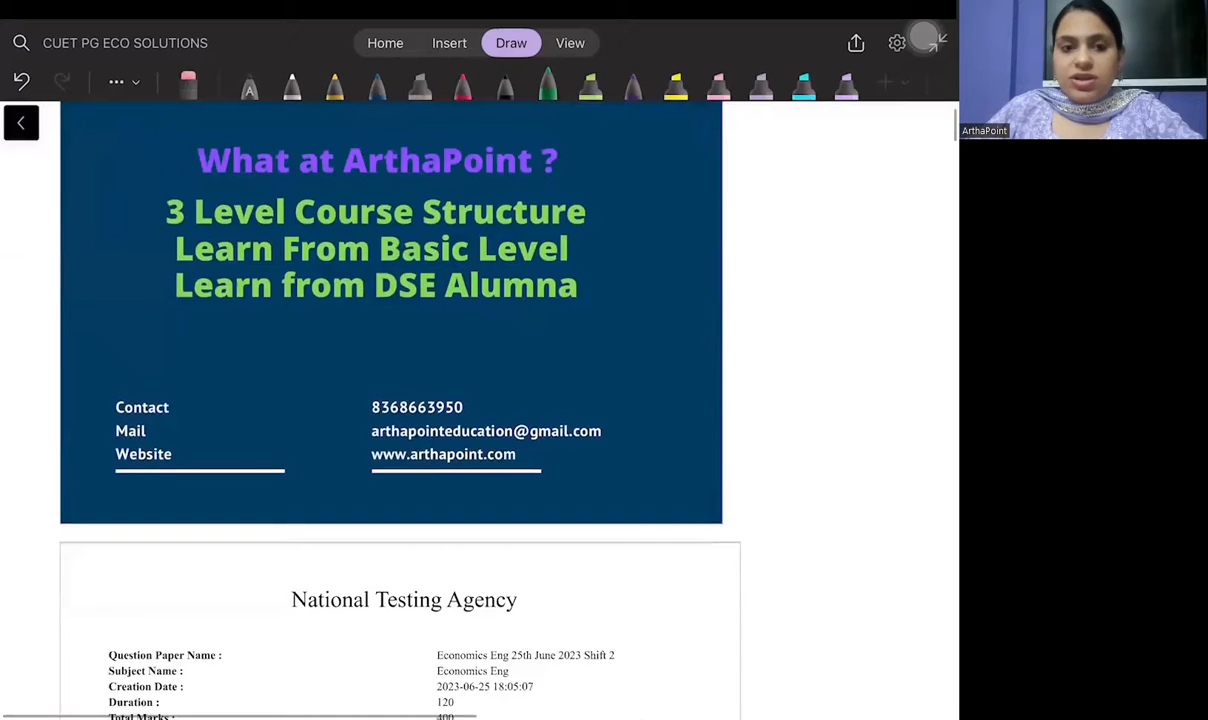 CUET PG ECO SOLUTIONS
Home Insert Draw View
A
ArthaPoint
What at ArthaPoint ?
3 Level Course Structure
Learn From Basic Level
Learn from DSE Alumna
Contact 8368663950
Mail arthapointeducation@gmail.com
Website www.arthapoint.com
National Testing Agency
Question Paper Name : Economics Eng 25th June 2023 Shift 2
Subject Name : Economics Eng
Creation Date : 2023-06-25 18:05:07
Duration : 120
Total Marks : 400